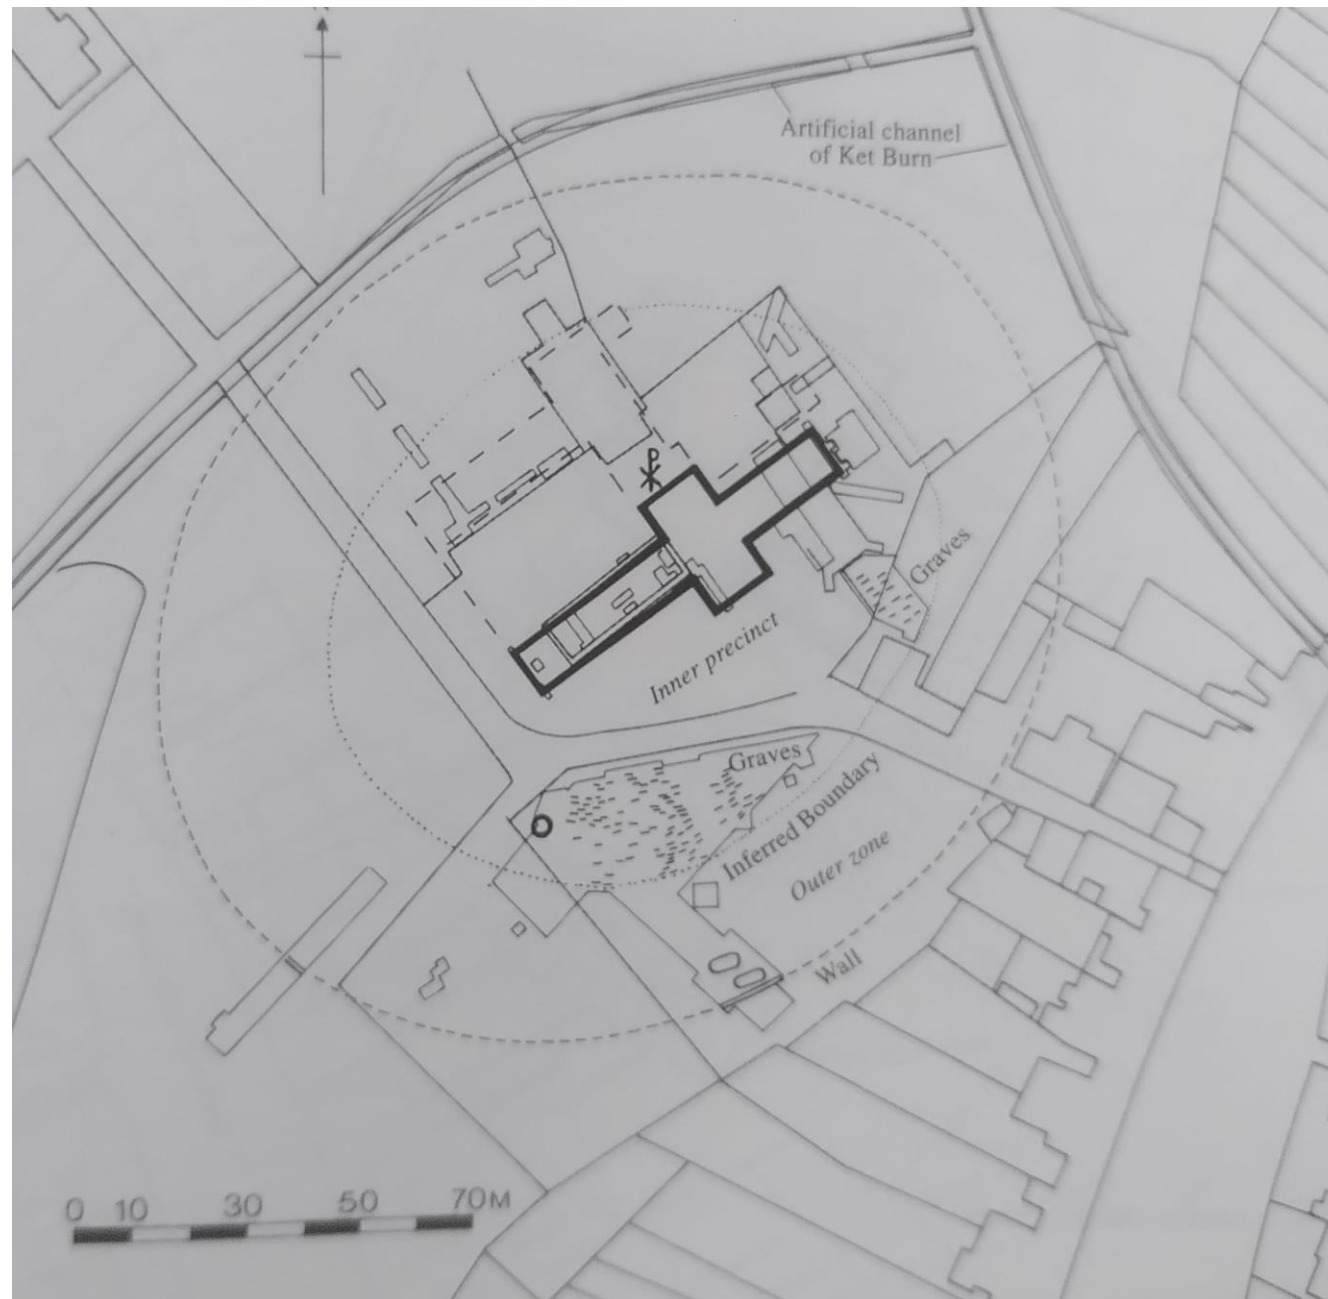 Artificial channel
of Ket Burn
Graves
Inner precinct
Graves
Inferred Boundary
Outer zone
Wall
0 10 30 50 70M